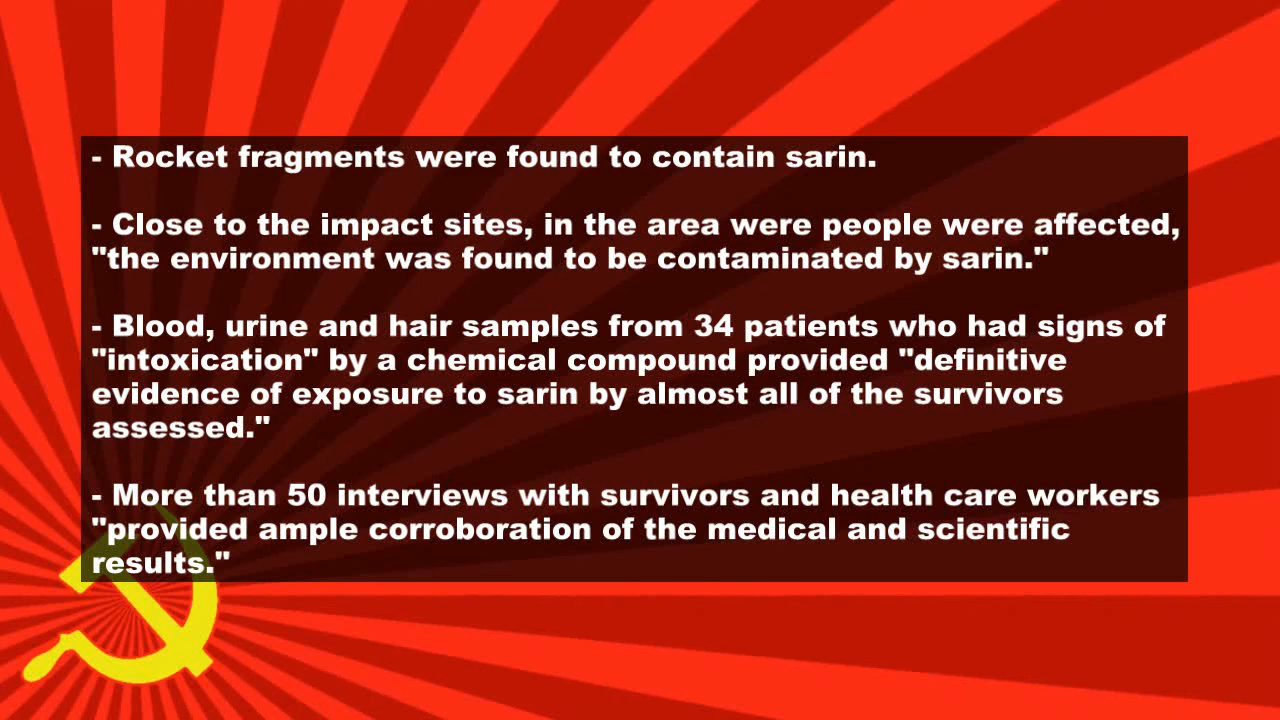 - Rocket fragments were found to contain sarin.
- Close to the impact sites, in the area were people were affected,
"the environment was found to be contaminated by sarin."
- Blood, urine and hair samples from 34 patients who had signs of
"intoxication" by a chemical compound provided "definitive
evidence of exposure to sarin by almost all of the survivors
assessed."
- More than 50 interviews with survivors and health care workers
"provided ample corroboration of the medical and scientific
results."